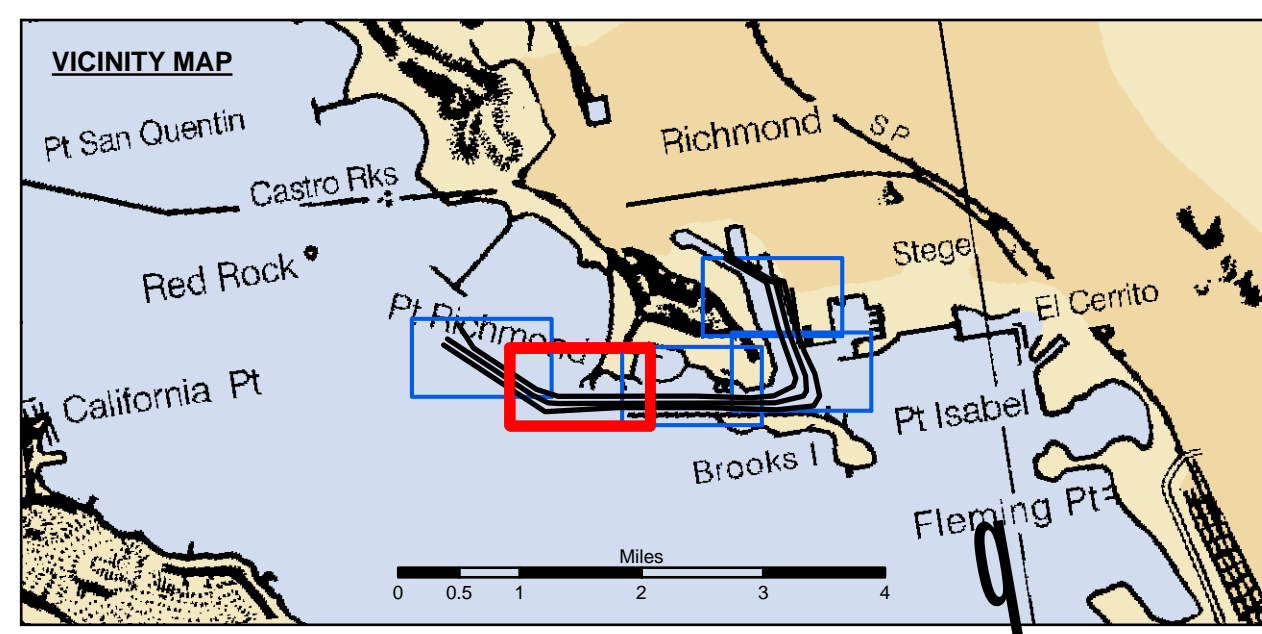 VICINITY MAP
Pt San Quentin
Richmond
S P
Castro Rks
Stege
Red Rock
El Cerrito
Pt Richmond
California Pt
Pt Isabel
Brooks I
Fleming Pt
Miles
0 0.5 1 2 3 4